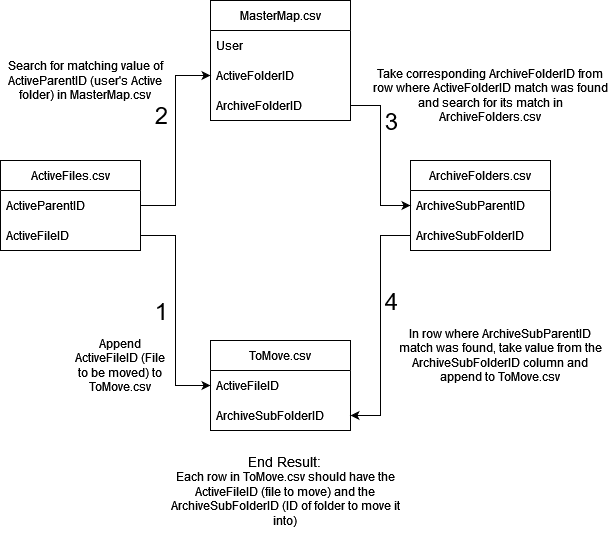 MasterMap.csv
User
ActiveFolderID
ArchiveFolderID
Search for matching value of
ActiveParentID (user's Active
folder) in MasterMap.csv
2
Take corresponding ArchiveFolderID from
row where ActiveFolderID match was found
and search for its match in
ArchiveFolders.csv
3
ActiveFiles.csv
ActiveParentID
ActiveFileID
ArchiveFolders.csv
ArchiveSubParentID
ArchiveSubFolderID
1
Append
ActiveFileID (File
to be moved) to
ToMove.csv
4
In row where ArchiveSubParentID
match was found, take value from the
ArchiveSubFolderID column and
append to ToMove.csv
ToMove.csv
ActiveFileID
ArchiveSubFolderID
End Result:
Each row in ToMove.csv should have the
ActiveFileID (file to move) and the
ArchiveSubFolderID (ID of folder to move it
into)